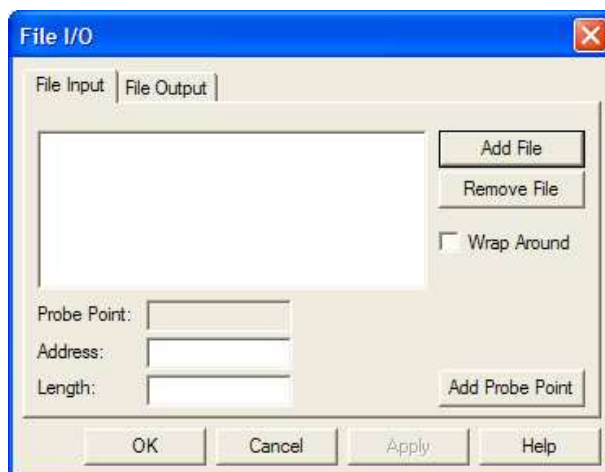 File I/O
File Input File Output
Add File
Remove File
Wrap Around
Probe Point:
Address:
Length:
Add Probe Point
OK Cancel Apply Help